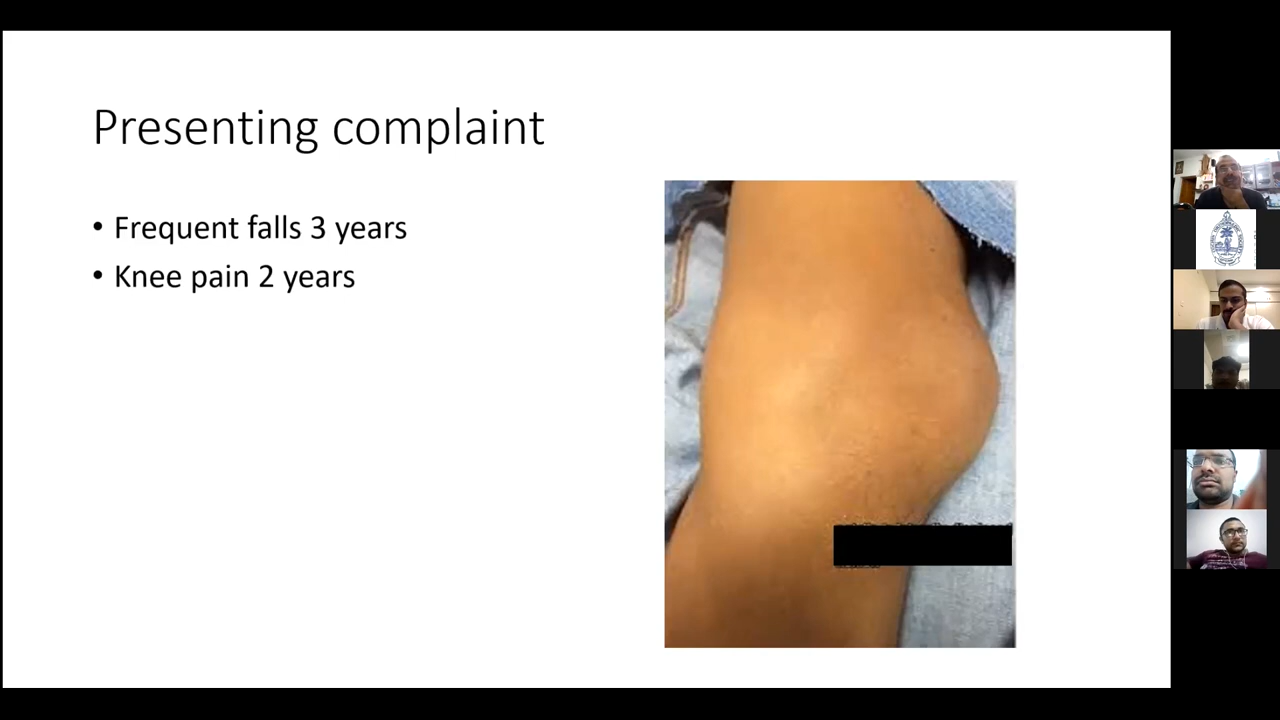 Presenting complaint
• Frequent falls 3 years
• Knee pain 2 years